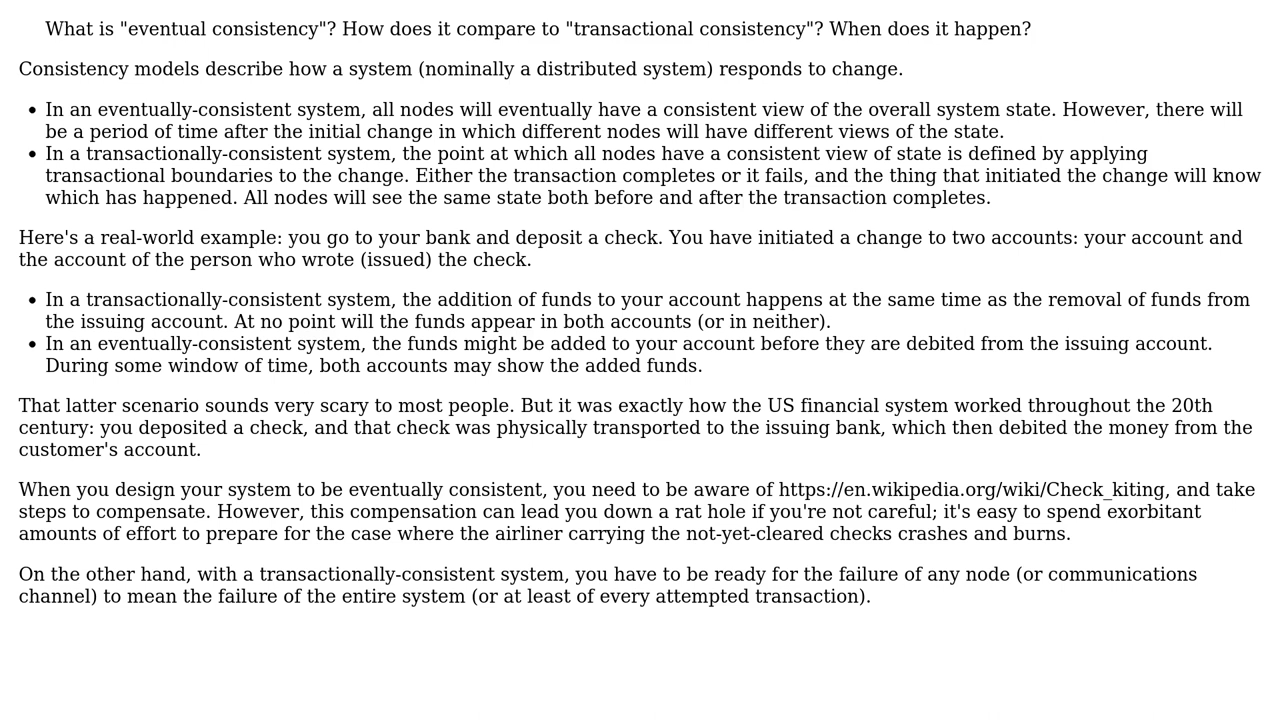 What is "eventual consistency"? How does it compare to "transactional consistency"? When does it happen?
Consistency models describe how a system (nominally a distributed system) responds to change.
• In an eventually-consistent system, all nodes will eventually have a consistent view of the overall system state. However, there will
be a period of time after the initial change in which different nodes will have different views of the state.
• In a transactionally-consistent system, the point at which all nodes have a consistent view of state is defined by applying
transactional boundaries to the change. Either the transaction completes or it fails, and the thing that initiated the change will know
which has happened. All nodes will see the same state both before and after the transaction completes.
Here's a real-world example: you go to your bank and deposit a check. You have initiated a change to two accounts: your account and
the account of the person who wrote (issued) the check.
• In a transactionally-consistent system, the addition of funds to your account happens at the same time as the removal of funds from
the issuing account. At no point will the funds appear in both accounts (or in neither).
• In an eventually-consistent system, the funds might be added to your account before they are debited from the issuing account.
During some window of time, both accounts may show the added funds.
That latter scenario sounds very scary to most people. But it was exactly how the US financial system worked throughout the 20th
century: you deposited a check, and that check was physically transported to the issuing bank, which then debited the money from the
customer's account.
When you design your system to be eventually consistent, you need to be aware of https://en.wikipedia.org/wiki/Check_kiting, and take
steps to compensate. However, this compensation can lead you down a rat hole if you're not careful; it's easy to spend exorbitant
amounts of effort to prepare for the case where the airliner carrying the not-yet-cleared checks crashes and burns.
On the other hand, with a transactionally-consistent system, you have to be ready for the failure of any node (or communications
channel) to mean the failure of the entire system (or at least of every attempted transaction).